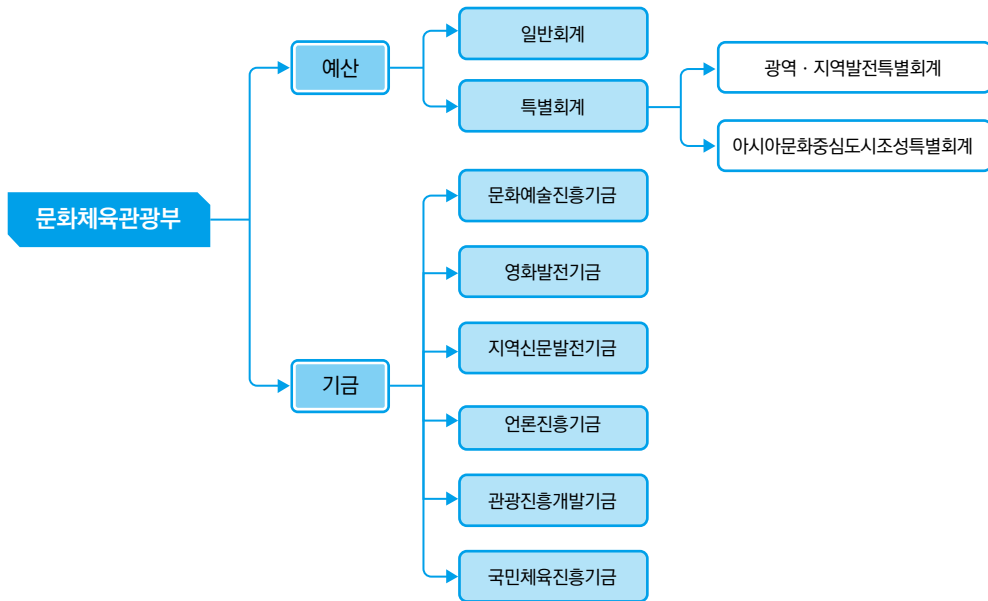 문화체육관광부
예산
일반회계
특별회계
광역 · 지역발전특별회계
아시아문화중심도시조성특별회계
기금
문화예술진흥기금
영화발전기금
지역신문발전기금
언론진흥기금
관광진흥개발기금
국민체육진흥기금